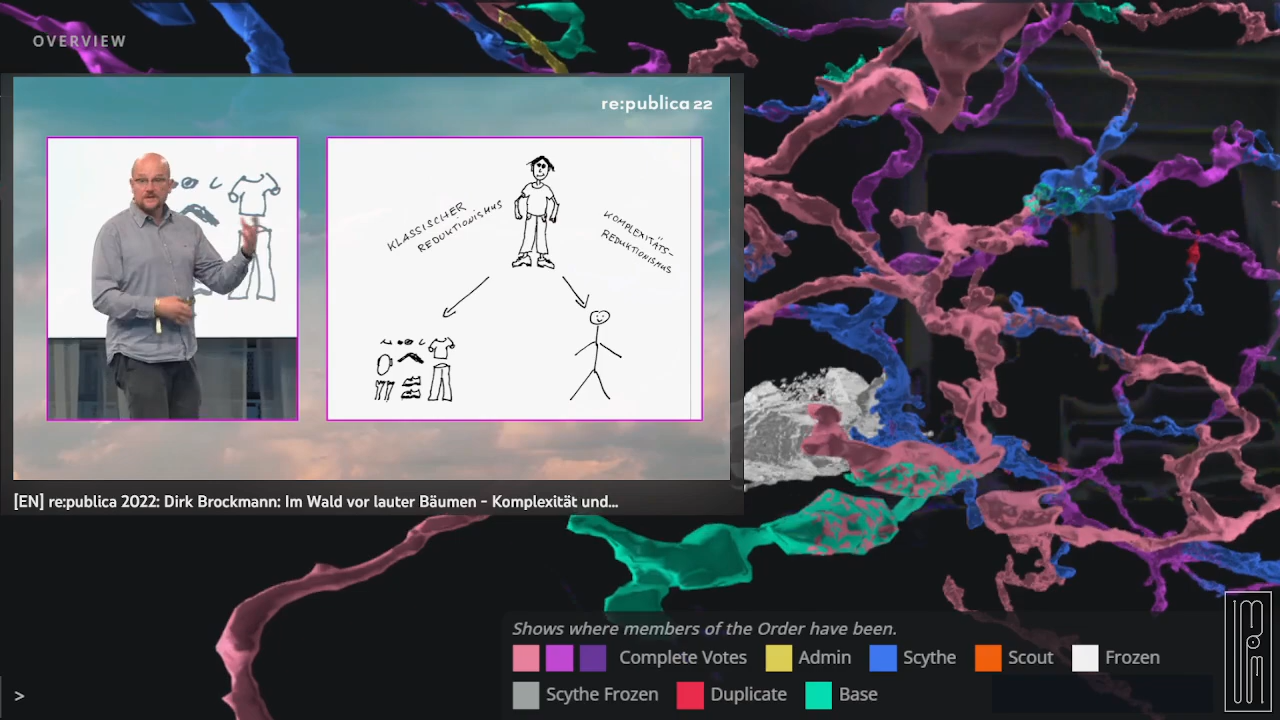 OVERVIEW
re:publica 22
KLASSISCHER
REDUKTIONISMUS
KOMPLEXITÄTS-
REDUKTIONISMUS
[EN] re:publica 2022: Dirk Brockmann: Im Wald vor lauter Bäumen - Komplexität und...
Shows where members of the Order have been.
Complete Votes Admin Scythe Scout Frozen
Scythe Frozen Duplicate Base
>